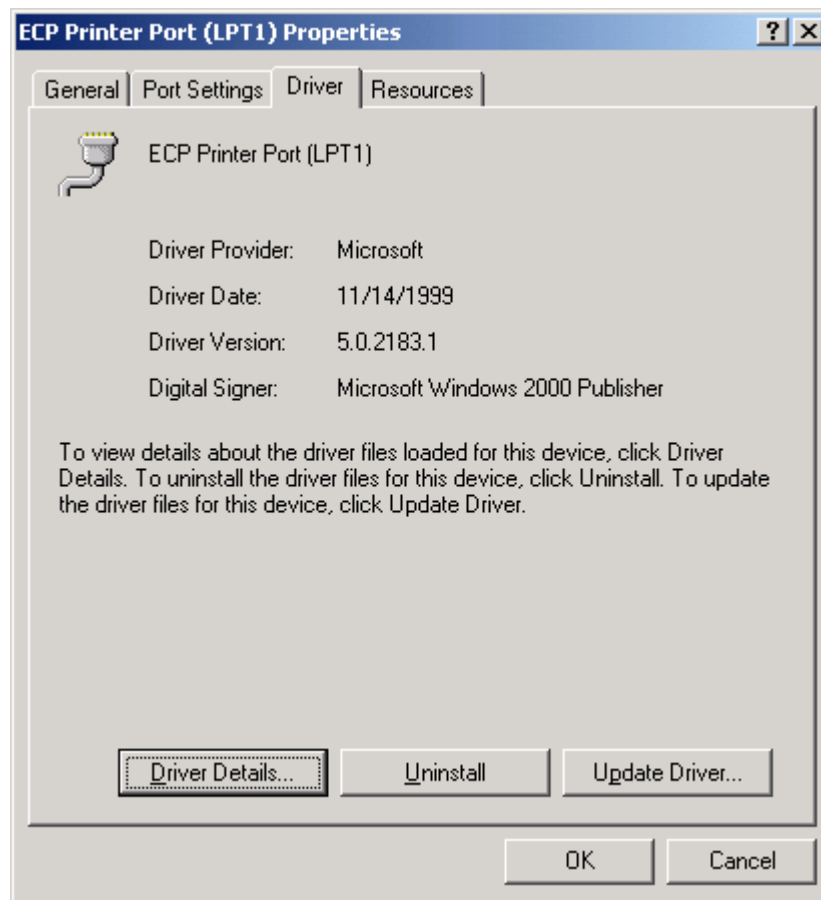 ECP Printer Port (LPT1) Properties
?
General Port Settings Driver Resources
ECP Printer Port (LPT1)
Driver Provider: Microsoft
Driver Date: 11/14/1999
Driver Version: 5.0.2183.1
Digital Signer: Microsoft Windows 2000 Publisher
To view details about the driver files loaded for this device, click Driver
Details. To uninstall the driver files for this device, click Uninstall. To update
the driver files for this device, click Update Driver.
Driver Details... Uninstall Update Driver...
OK Cancel